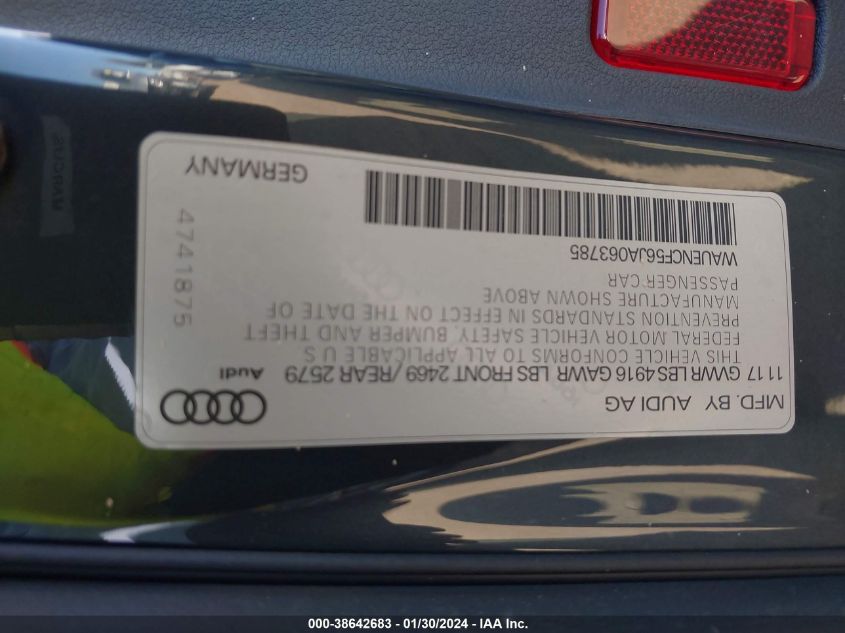 MFD. BY AUDI AG
Audi
11 17 GVWR LBS 4916 GAWR LBS FRONT 2469 / REAR 2579
THIS VEHICLE CONFORMS TO ALL APPLICABLE U S
FEDERAL MOTOR VEHICLE SAFETY, BUMPER AND THEFT
PREVENTION STANDARDS IN EFFECT ON THE DATE OF
MANUFACTURE SHOWN ABOVE
PASSENGER CAR
WAUENCF56JA063785
4741875
GERMANY
000-38642683 - 01/30/2024 - IAA Inc.